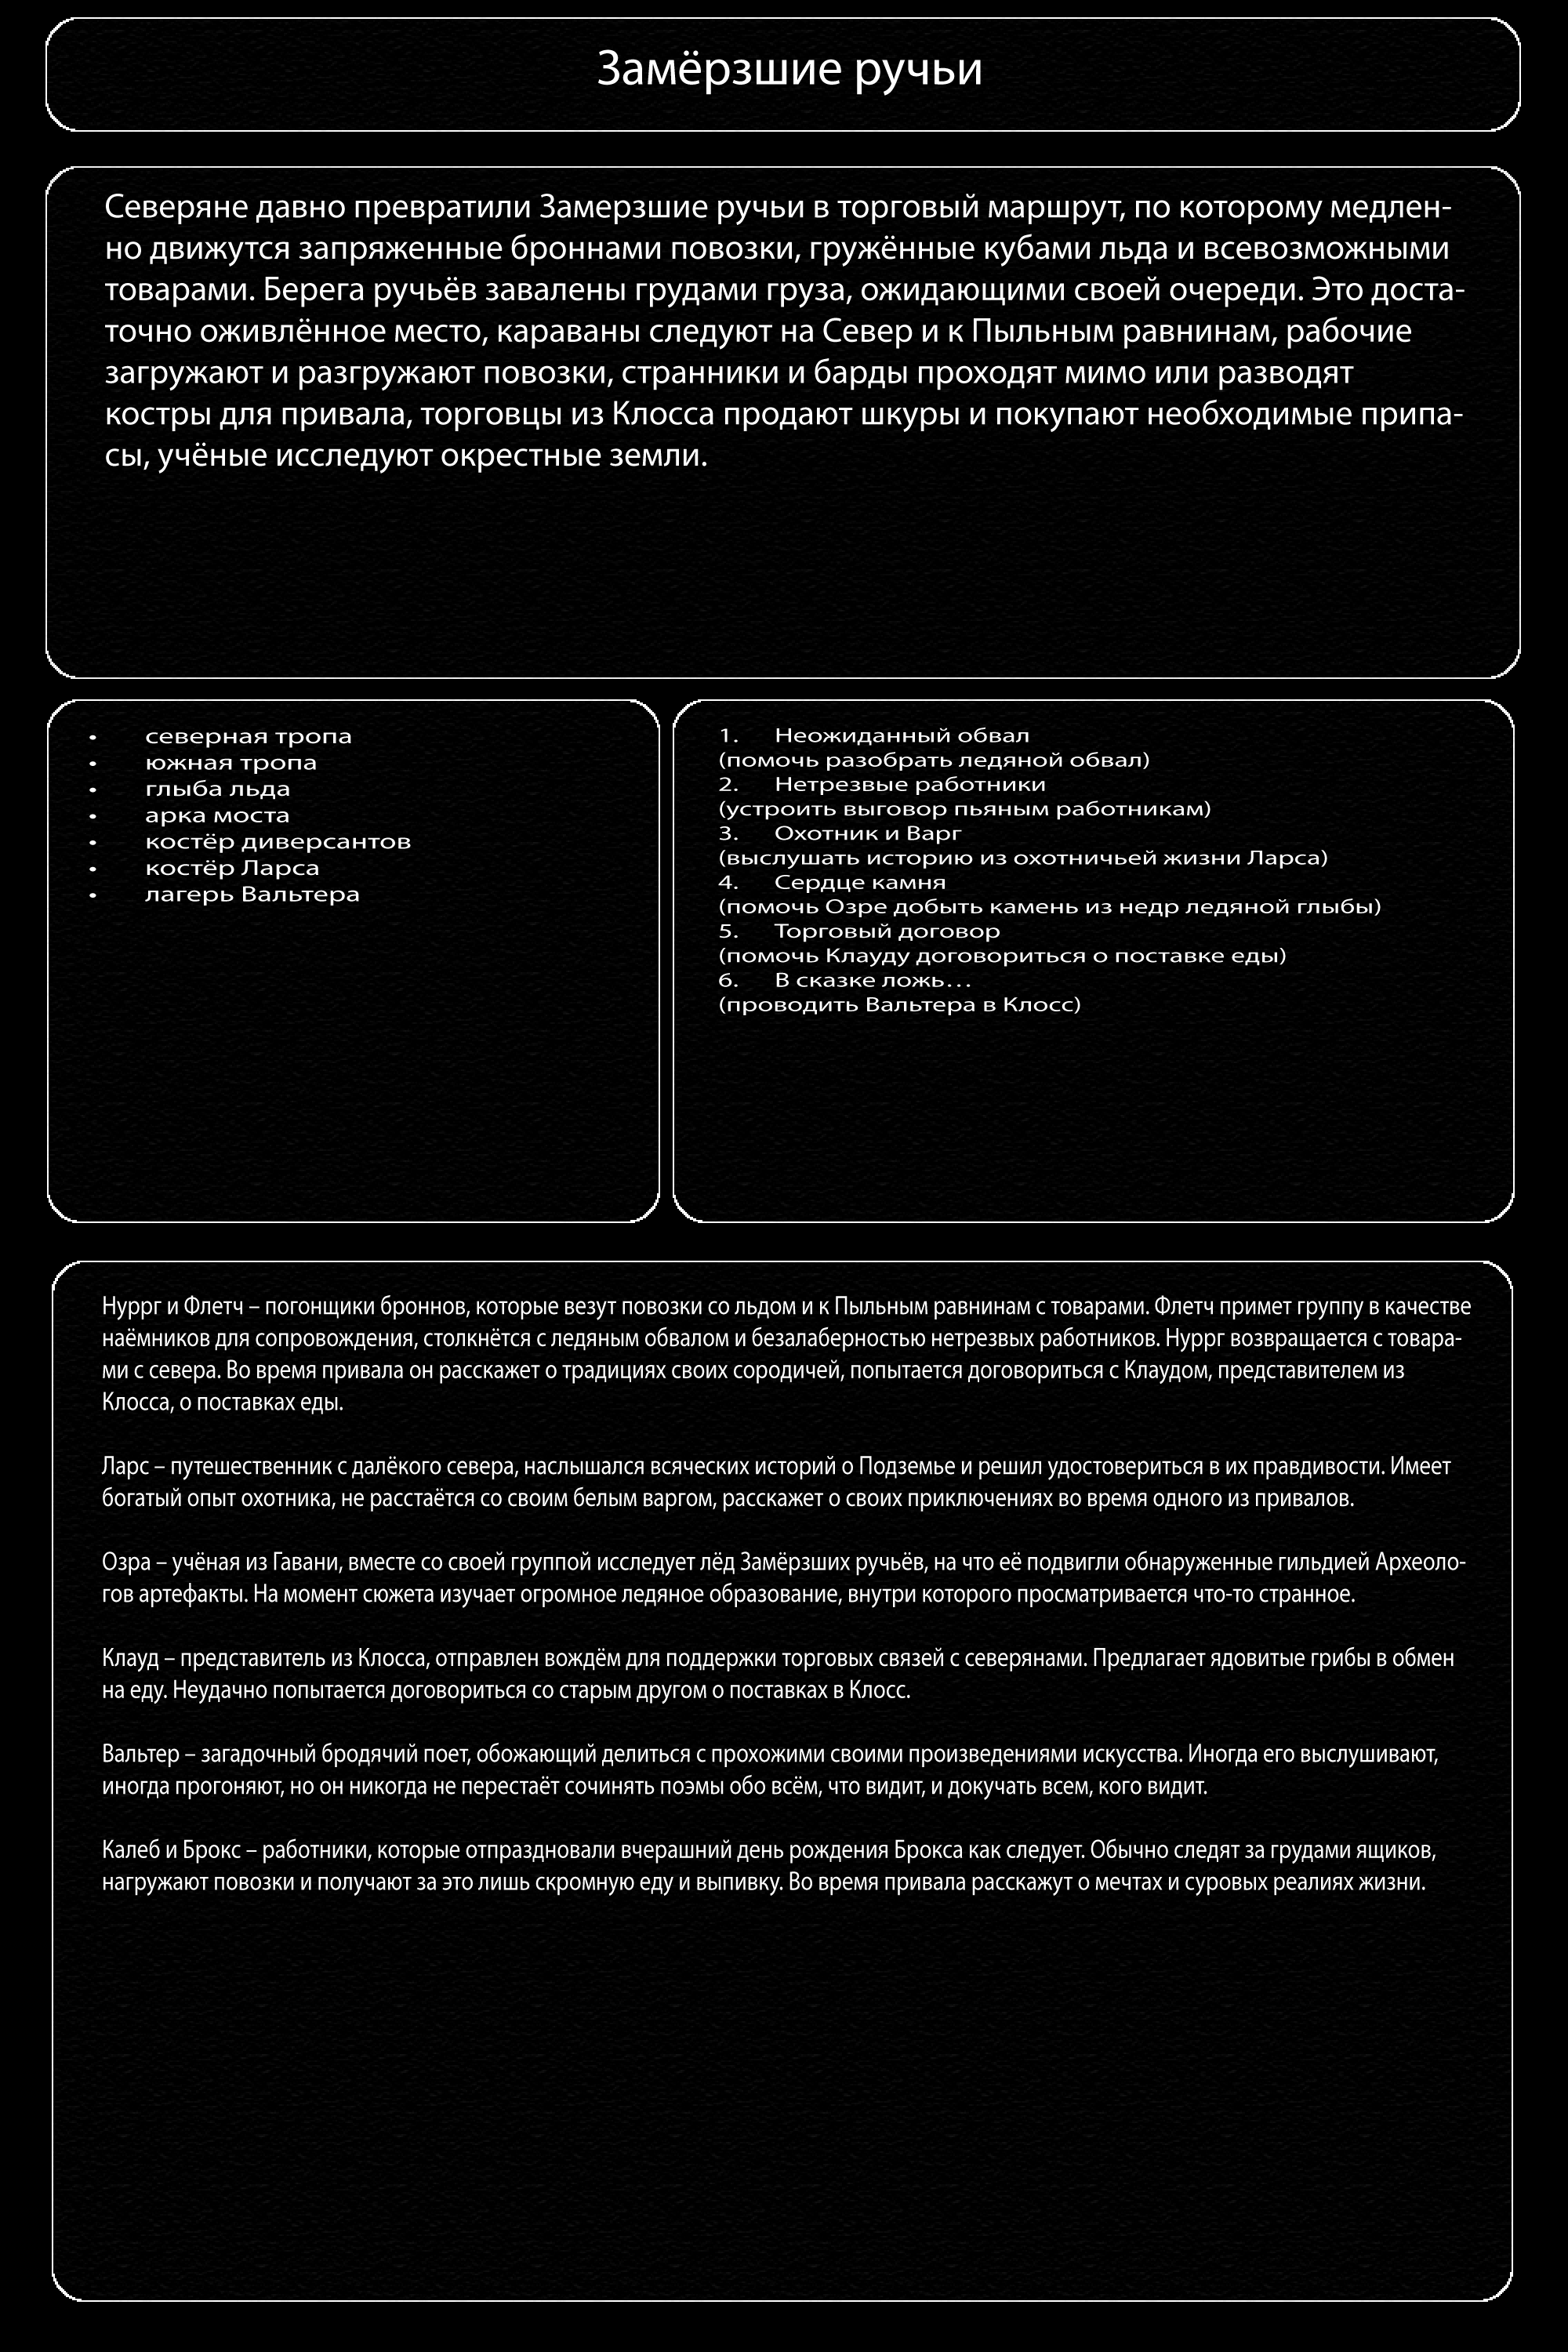 Замёрзшие ручьи
Северяне давно превратили Замерзшие ручьи в торговый маршрут, по которому медлен-
но движутся запряженные броннами повозки, гружённые кубами льда и всевозможными
товарами. Берега ручьёв завалены грудами груза, ожидающими своей очереди. Это доста-
точно оживлённое место, караваны следуют на Север и к Пыльным равнинам, рабочие
загружают и разгружают повозки, странники и барды проходят мимо или разводят
костры для привала, торговцы из Клосса продают шкуры и покупают необходимые припа-
сы, учёные исследуют окрестные земли.
• северная тропа
• южная тропа
• глыба льда
• арка моста
• костёр диверсантов
• костёр Ларса
• лагерь Вальтера
1. Неожиданный обвал
(помочь разобрать ледяной обвал)
2. Нетрезвые работники
(устроить выговор пьяным работникам)
3. Охотник и Варг
(выслушать историю из охотничьей жизни Ларса)
4. Сердце камня
(помочь Озре добыть камень из недр ледяной глыбы)
5. Торговый договор
(помочь Клауду договориться о поставке еды)
6. В сказке ложь…
(проводить Вальтера в Клосс)
Нуррг и Флетч – погонщики броннов, которые везут повозки со льдом и к Пыльным равнинам с товарами. Флетч примет группу в качестве
наёмников для сопровождения, столкнётся с ледяным обвалом и безалаберностью нетрезвых работников. Нуррг возвращается с товара-
ми с севера. Во время привала он расскажет о традициях своих сородичей, попытается договориться с Клаудом, представителем из
Клосса, о поставках еды.
Ларс – путешественник с далёкого севера, наслышался всяческих историй о Подземье и решил удостовериться в их правдивости. Имеет
богатый опыт охотника, не расстаётся со своим белым варгом, расскажет о своих приключениях во время одного из привалов.
Озра – учёная из Гавани, вместе со своей группой исследует лёд Замёрзших ручьёв, на что её подвигли обнаруженные гильдией Археоло-
гов артефакты. На момент сюжета изучает огромное ледяное образование, внутри которого просматривается что-то странное.
Клауд – представитель из Клосса, отправлен вождём для поддержки торговых связей с северянами. Предлагает ядовитые грибы в обмен
на еду. Неудачно попытается договориться со старым другом о поставках в Клосс.
Вальтер – загадочный бродячий поет, обожающий делиться с прохожими своими произведениями искусства. Иногда его выслушивают,
иногда прогоняют, но он никогда не перестаёт сочинять поэмы обо всём, что видит, и докучать всем, кого видит.
Калеб и Брокс – работники, которые отпраздновали вчерашний день рождения Брокса как следует. Обычно следят за грудами ящиков,
нагружают повозки и получают за это лишь скромную еду и выпивку. Во время привала расскажут о мечтах и суровых реалиях жизни.